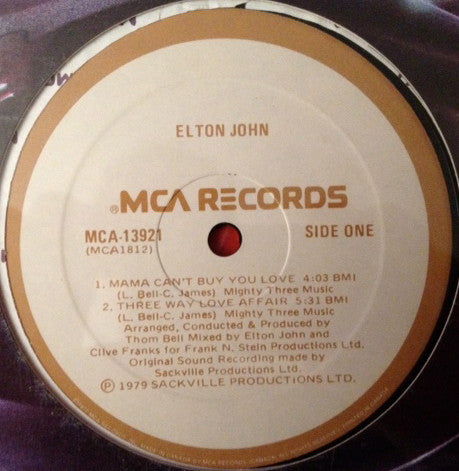 ELTON JOHN
®MCA RECORDS
MCA-13921
SIDE ONE
(MCA1812)
1. MAMA CAN'T BUY YOU LOVE 4:03 BMI
(L. Bell-C. James) Mighty Three Music
2. THREE WAY LOVE AFFAIR 5:31 BMI
(L. Bell-C. James) Mighty Three Music
Arranged, Conducted & Produced by
Thom Bell Mixed by Elton John and
Clive Franks for Frank N. Stein Productions Ltd.
Original Sound Recording made by
Sackville Productions Ltd.
Ⓟ 1979 SACKVILLE PRODUCTIONS LTD.